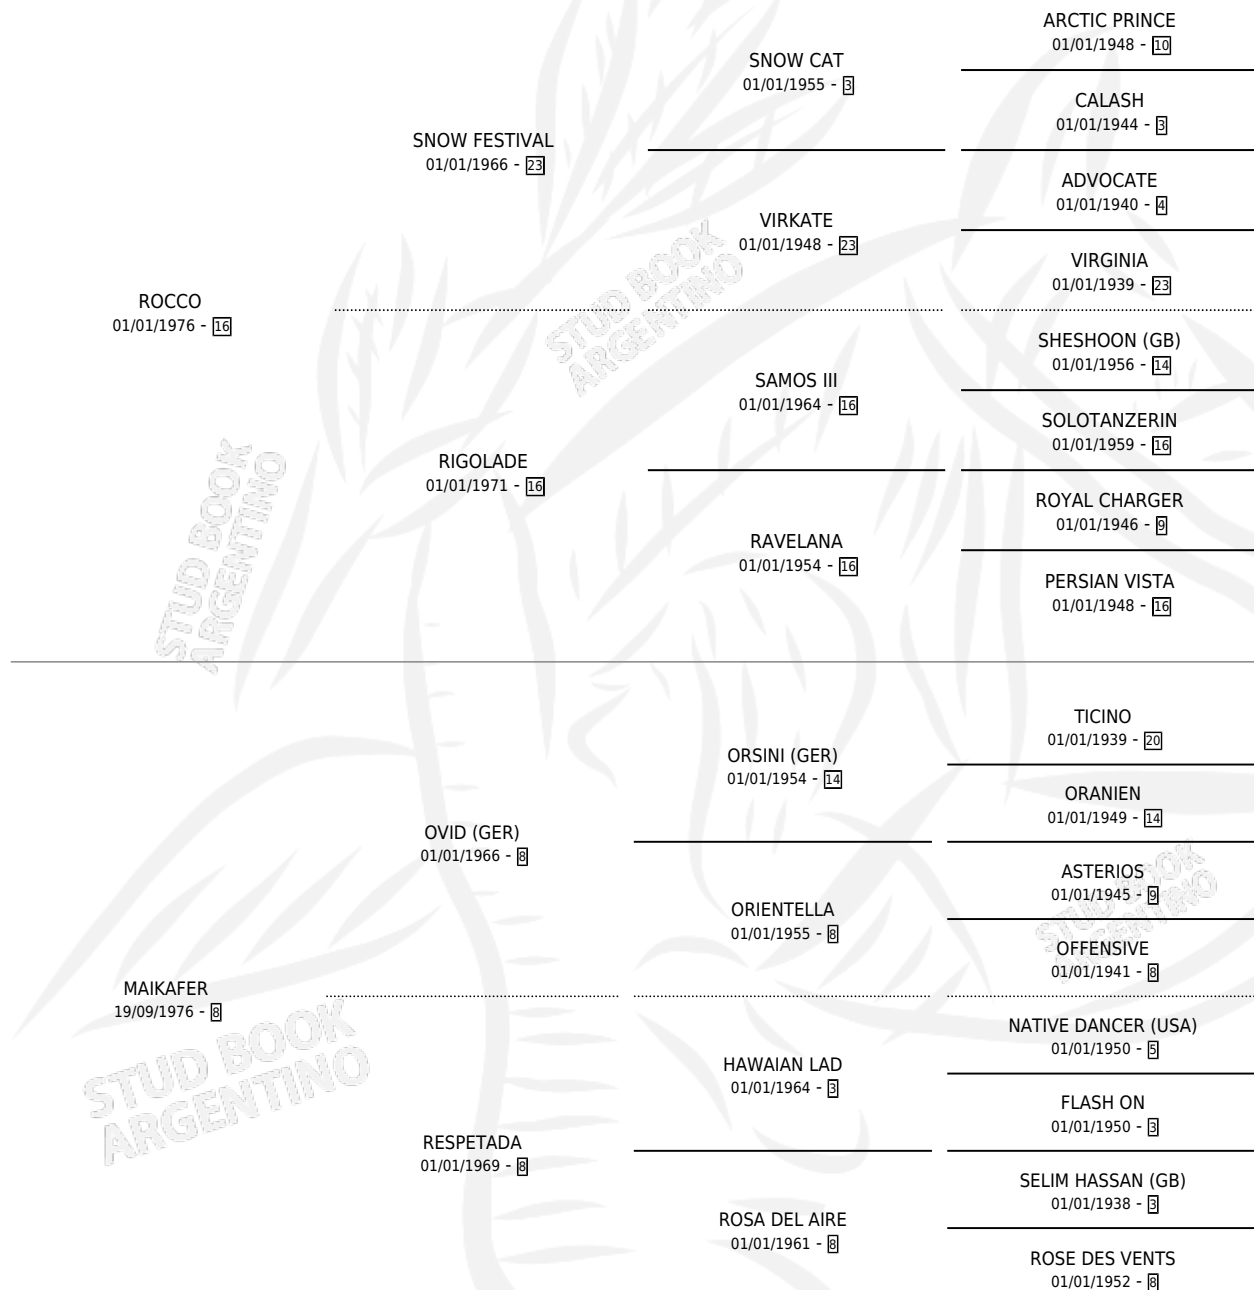 ARCTIC PRINCE
01/01/1948 - 10
SNOW CAT
01/01/1955 - 3
CALASH
01/01/1944 - 3
SNOW FESTIVAL
01/01/1966 - 23
ADVOCATE
01/01/1940 - 4
VIRKATE
01/01/1948 - 23
VIRGINIA
01/01/1939 - 23
ROCCO
01/01/1976 - 16
SHESHOON (GB)
01/01/1956 - 14
SAMOS III
01/01/1964 - 16
SOLOTANZERIN
01/01/1959 - 16
RIGOLADE
01/01/1971 - 16
ROYAL CHARGER
01/01/1946 - 9
RAVELANA
01/01/1954 - 16
PERSIAN VISTA
01/01/1948 - 16
STUD BOOK
ARGENTINO
STUD BOOK
ARGENTINO
TICINO
01/01/1939 - 20
ORSINI (GER)
01/01/1954 - 14
ORANIEN
01/01/1949 - 14
OVID (GER)
01/01/1966 - 8
ASTERIOS
01/01/1945 - 9
ORIENTELLA
01/01/1955 - 8
OFFENSIVE
01/01/1941 - 8
MAIKAFER
19/09/1976 - 8
NATIVE DANCER (USA)
01/01/1950 - 5
HAWAIAN LAD
01/01/1964 - 3
FLASH ON
01/01/1950 - 3
RESPETADA
01/01/1969 - 8
SELIM HASSAN (GB)
01/01/1938 - 3
ROSA DEL AIRE
01/01/1961 - 8
ROSE DES VENTS
01/01/1952 - 8
STUD BOOK
ARGENTINO
STUD BOOK
ARGENTINO